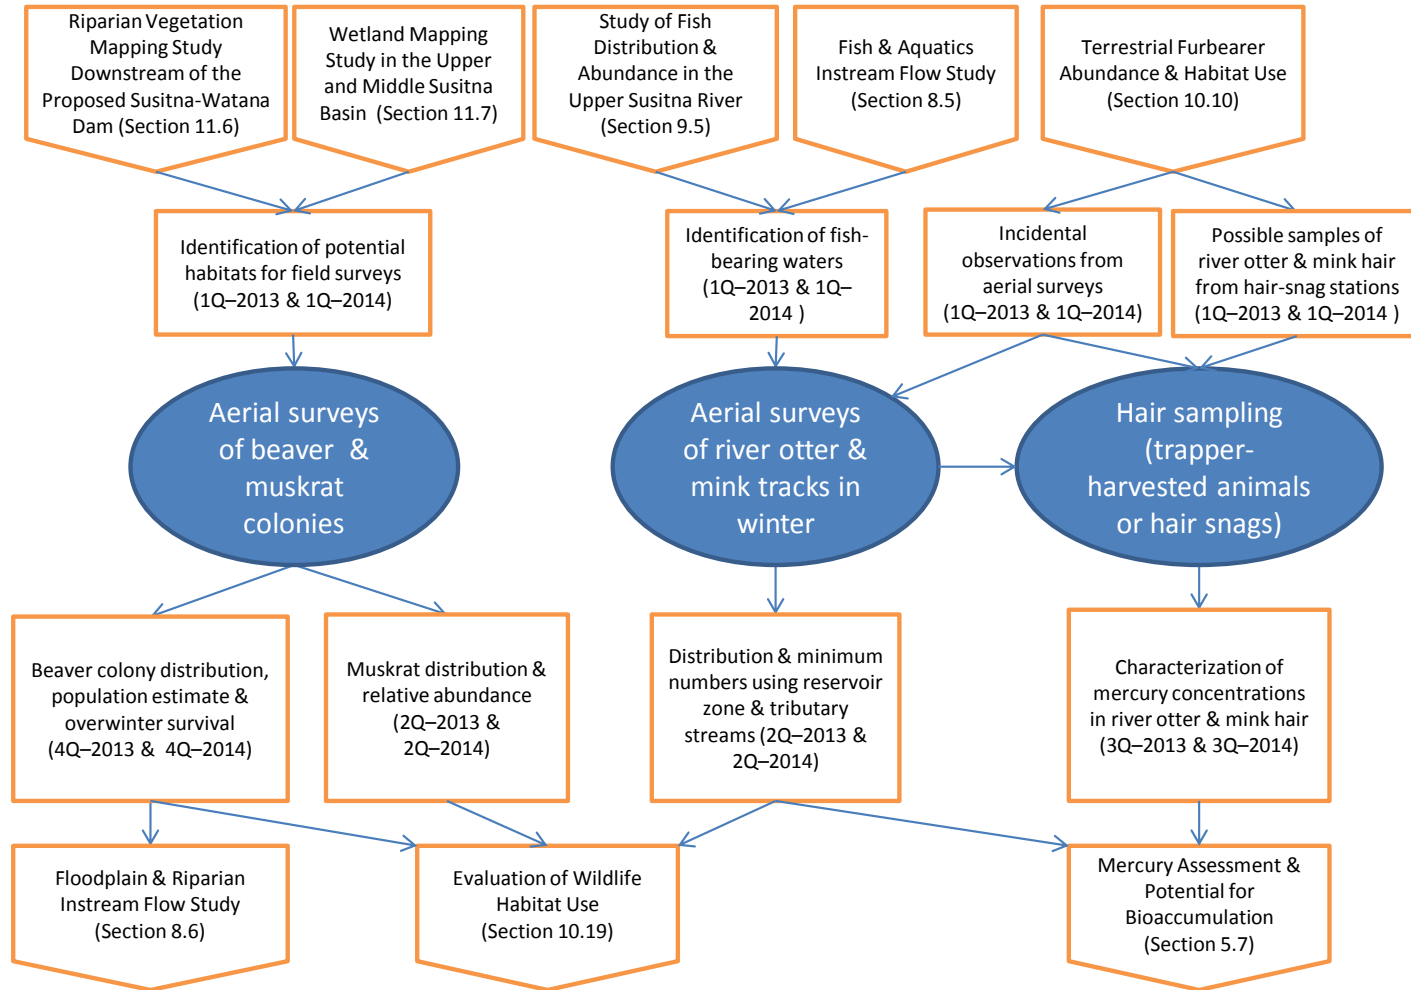 Riparian Vegetation
Mapping Study
Downstream of the
Proposed Susitna-Watana
Dam (Section 11.6)
Wetland Mapping
Study in the Upper
and Middle Susitna
Basin (Section 11.7)
Study of Fish
Distribution &
Abundance in the
Upper Susitna River
(Section 9.5)
Fish & Aquatics
Instream Flow Study
(Section 8.5)
Terrestrial Furbearer
Abundance & Habitat Use
(Section 10.10)
Identification of potential
habitats for field surveys
(1Q–2013 & 1Q–2014)
Identification of fish-
bearing waters
(1Q–2013 & 1Q–
2014 )
Incidental
observations from
aerial surveys
(1Q–2013 & 1Q–2014)
Possible samples of
river otter & mink hair
from hair-snag stations
(1Q–2013 & 1Q–2014 )
Aerial surveys
of beaver &
muskrat
colonies
Aerial surveys
of river otter &
mink tracks in
winter
Hair sampling
(trapper-
harvested animals
or hair snags)
Beaver colony distribution,
population estimate &
overwinter survival
(4Q–2013 & 4Q–2014)
Muskrat distribution &
relative abundance
(2Q–2013 &
2Q–2014)
Distribution & minimum
numbers using reservoir
zone & tributary
streams (2Q–2013 &
2Q–2014)
Characterization of
mercury concentrations
in river otter & mink hair
(3Q–2013 & 3Q–2014)
Floodplain & Riparian
Instream Flow Study
(Section 8.6)
Evaluation of Wildlife
Habitat Use
(Section 10.19)
Mercury Assessment &
Potential for
Bioaccumulation
(Section 5.7)